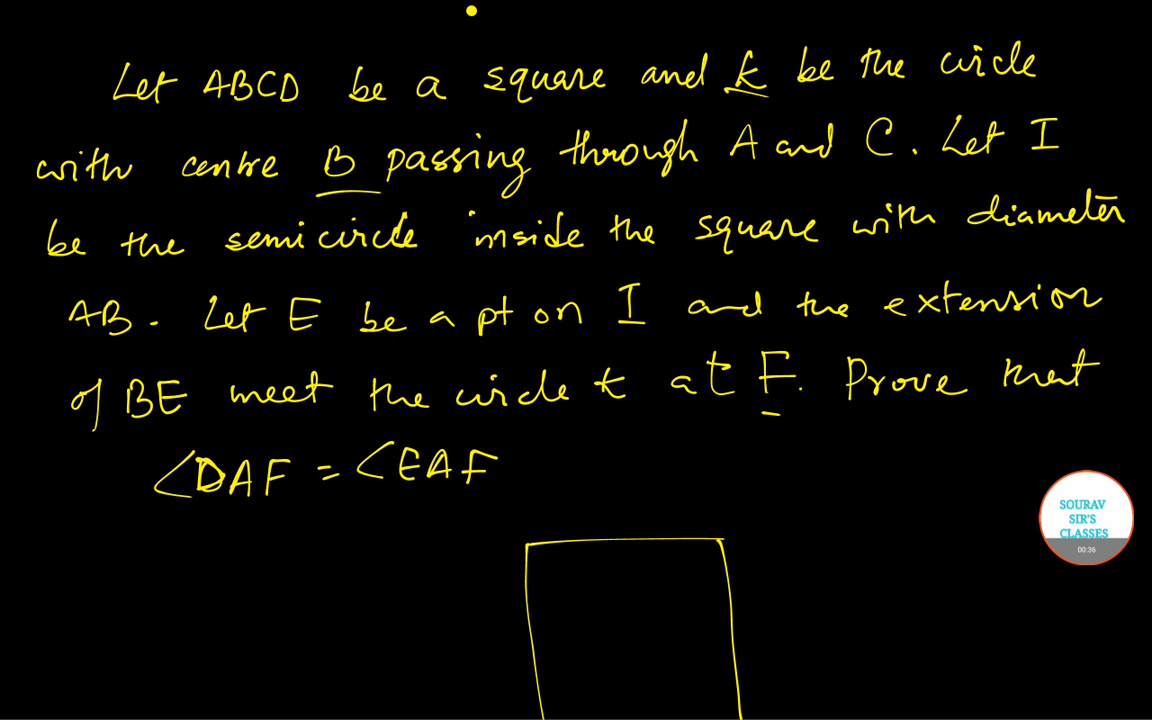 Let ABCD be a square and k be the circle
with centre B passing through A and C. Let I
be the semicircle inside the square with diameter
AB. Let E be a pt on I and the extension
of BE meet the circle k at F. Prove that
∠DAF = ∠EAF
SOURAV
SIR'S
CLASSES
00:36